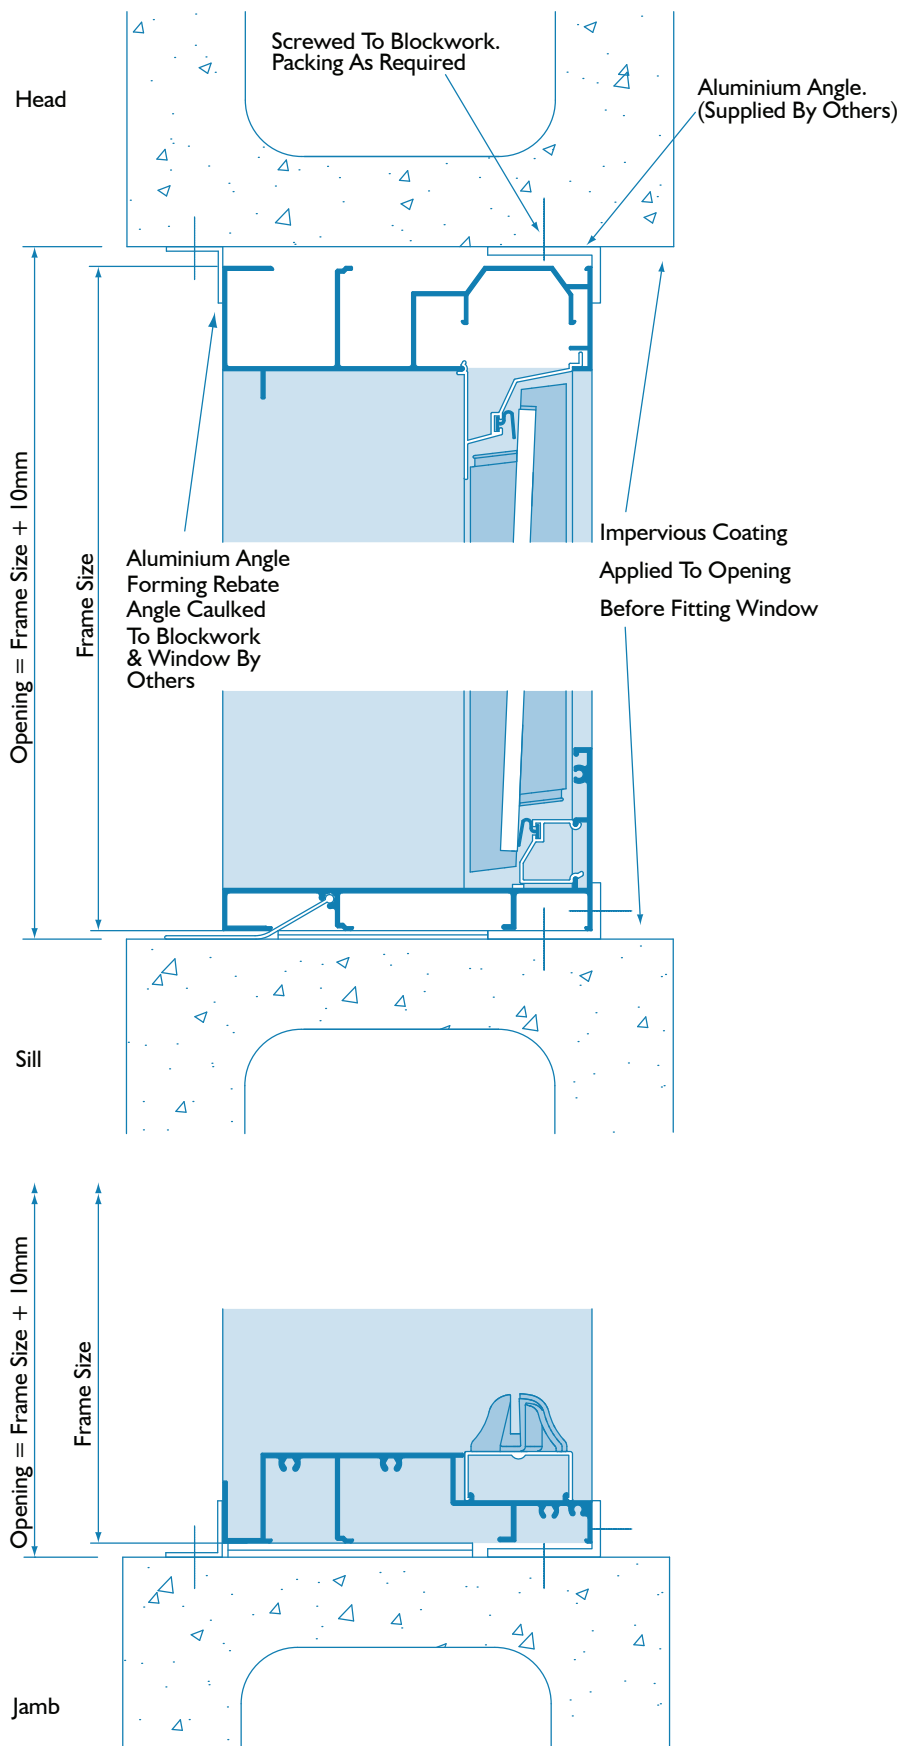 Screwed To Blockwork.
Packing As Required
Head
Aluminium Angle.
(Supplied By Others)
Opening = Frame Size + 10mm
Frame Size
Aluminium Angle
Forming Rebate
Angle Caulked
To Blockwork
& Window By
Others
Impervious Coating
Applied To Opening
Before Fitting Window
Sill
Opening = Frame Size + 10mm
Frame Size
Jamb